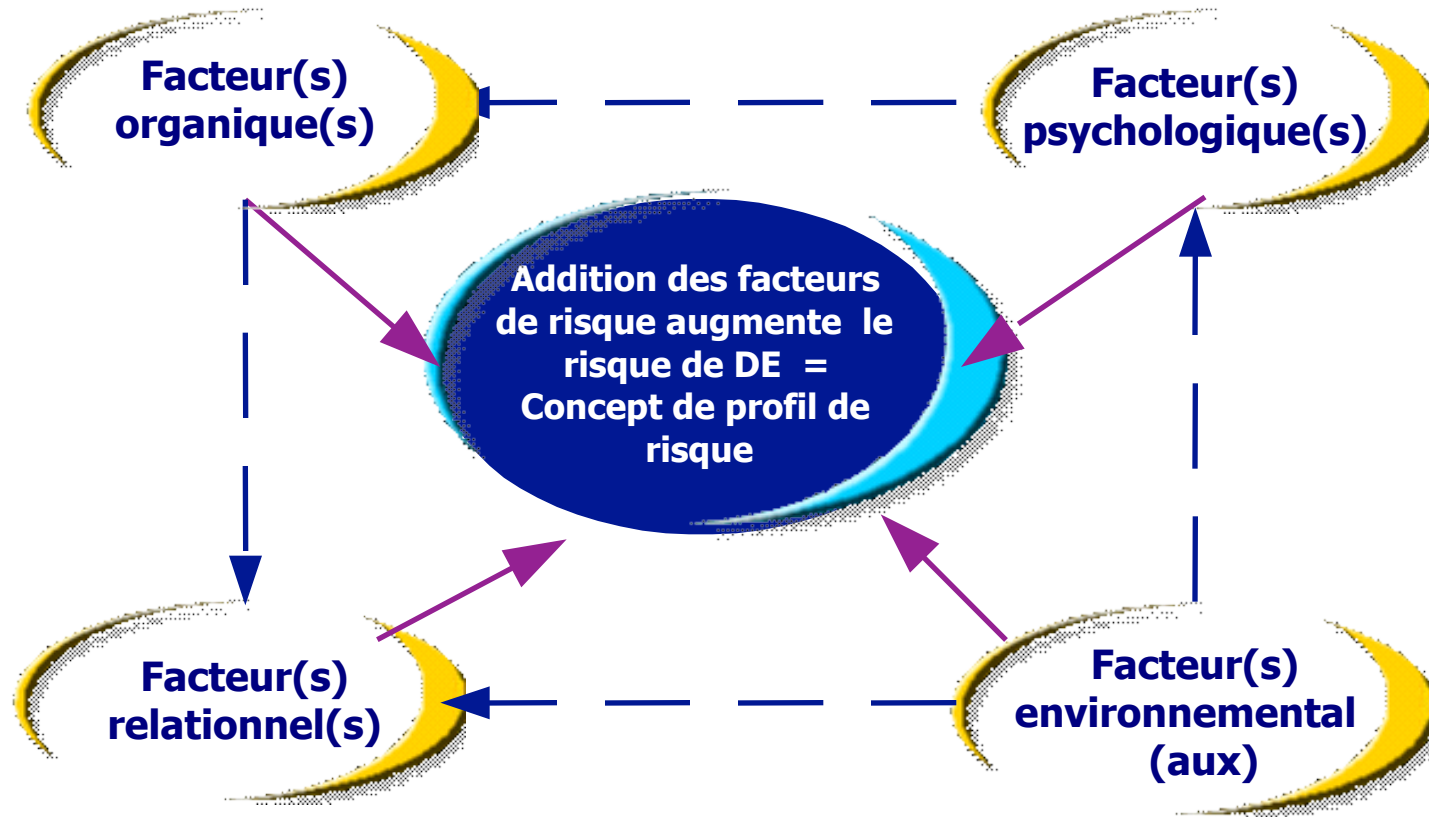 Facteur(s)
organique(s)
Facteur(s)
psychologique(s)
Addition des facteurs
de risque augmente le
risque de DE =
Concept de profil de
risque
Facteur(s)
relationnel(s)
Facteur(s)
environnemental
(aux)